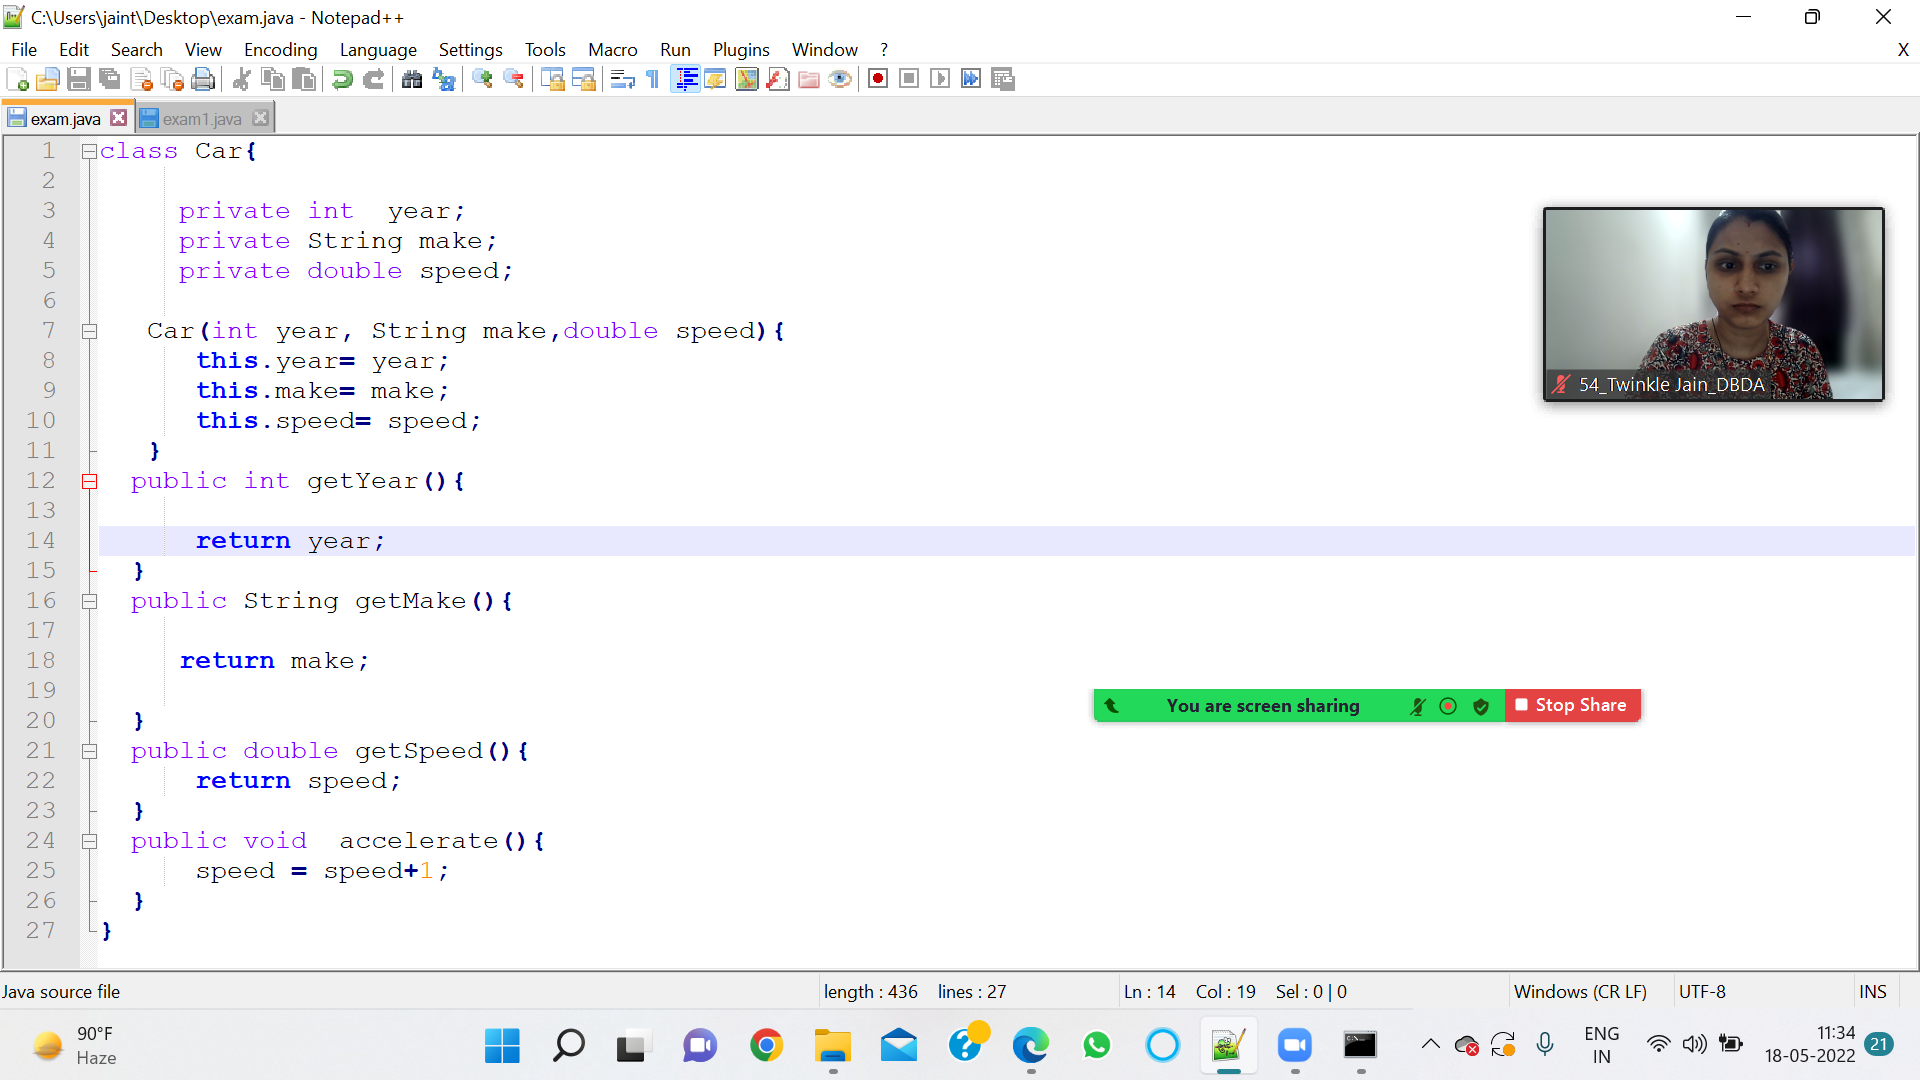 C:\Users\jaint\Desktop\exam.java - Notepad++
File Edit Search View Encoding Language Settings Tools Macro Run Plugins Window ? X
exam.java exam1.java
1 class Car{
2
3 private int  year;
4 private String make;
5 private double speed;
6
7 Car(int year, String make,double speed){
8 this.year= year;
9 this.make= make;
10 this.speed= speed;
11 }
12 public int getYear(){
13
14 return year;
15 }
16 public String getMake(){
17
18 return make;
19
20 }
21 public double getSpeed(){
22 return speed;
23 }
24 public void  accelerate(){
25 speed = speed+1;
26 }
27 }
54_Twinkle Jain_DBDA
You are screen sharing Stop Share
Java source file length : 436 lines : 27 Ln : 14 Col : 19 Sel : 0 | 0 Windows (CR LF) UTF-8 INS
90°F
Haze
ENG
IN
11:34
18-05-2022
21